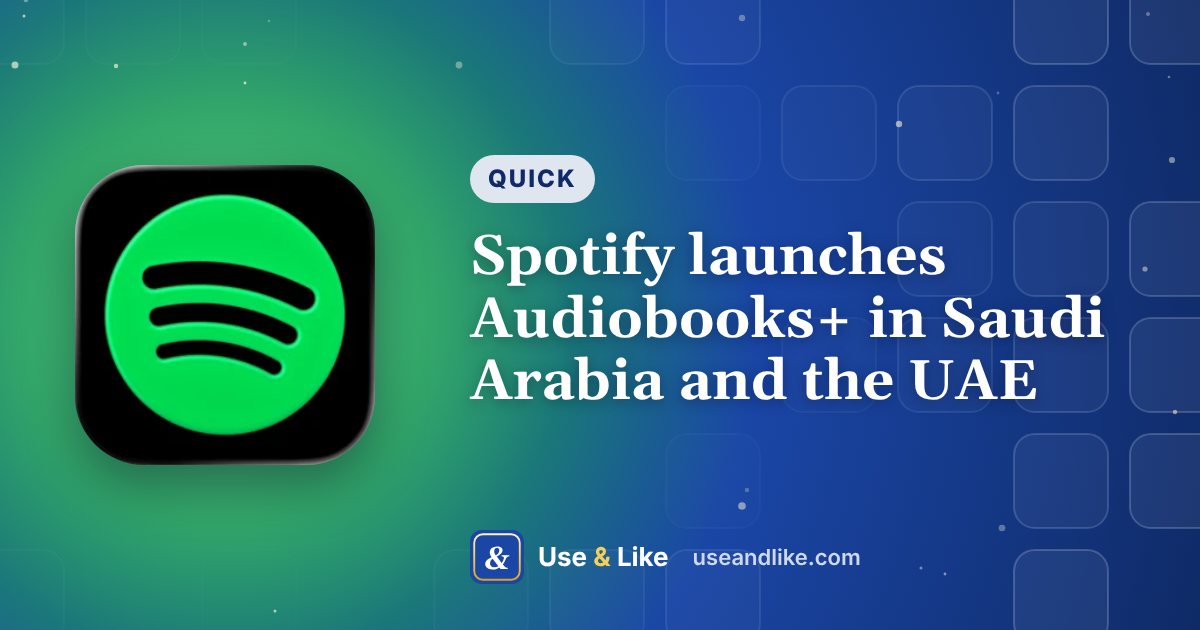 QUICK
Spotify launches
Audiobooks+ in Saudi
Arabia and the UAE
& Use & Like useandlike.com